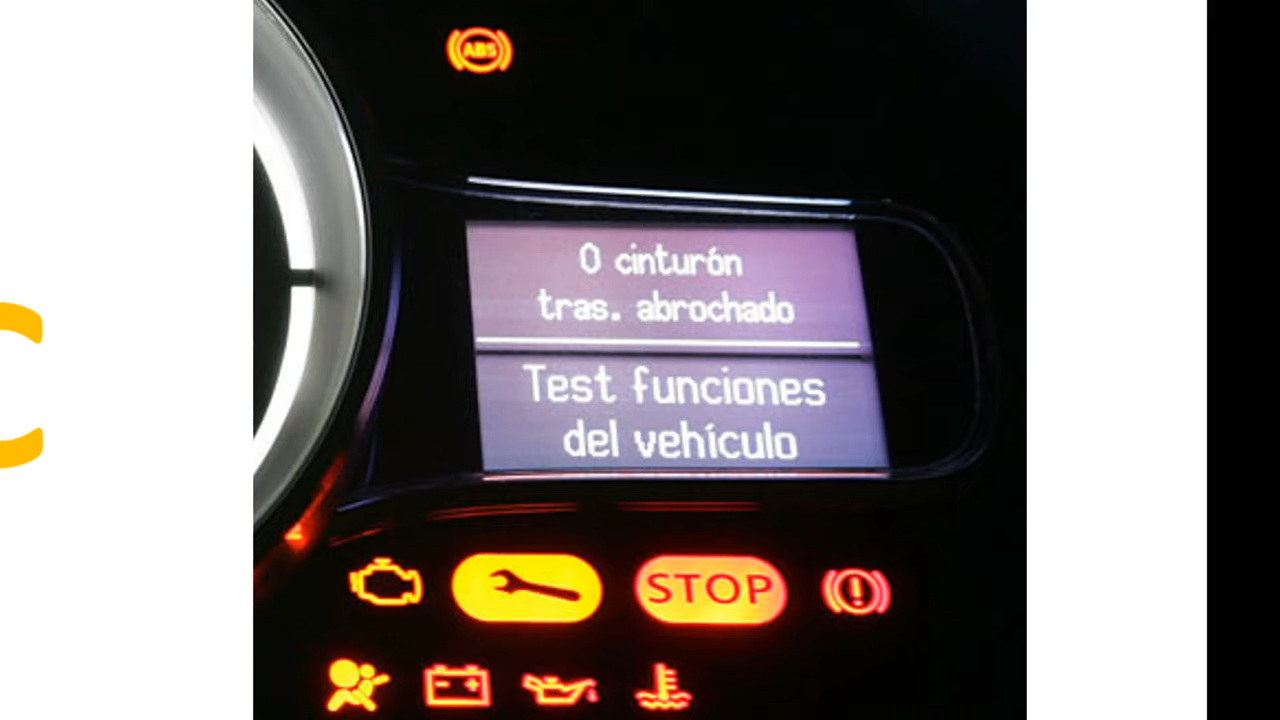 ABS
0 cinturón
tras. abrochado
Test funciones
del vehículo
STOP